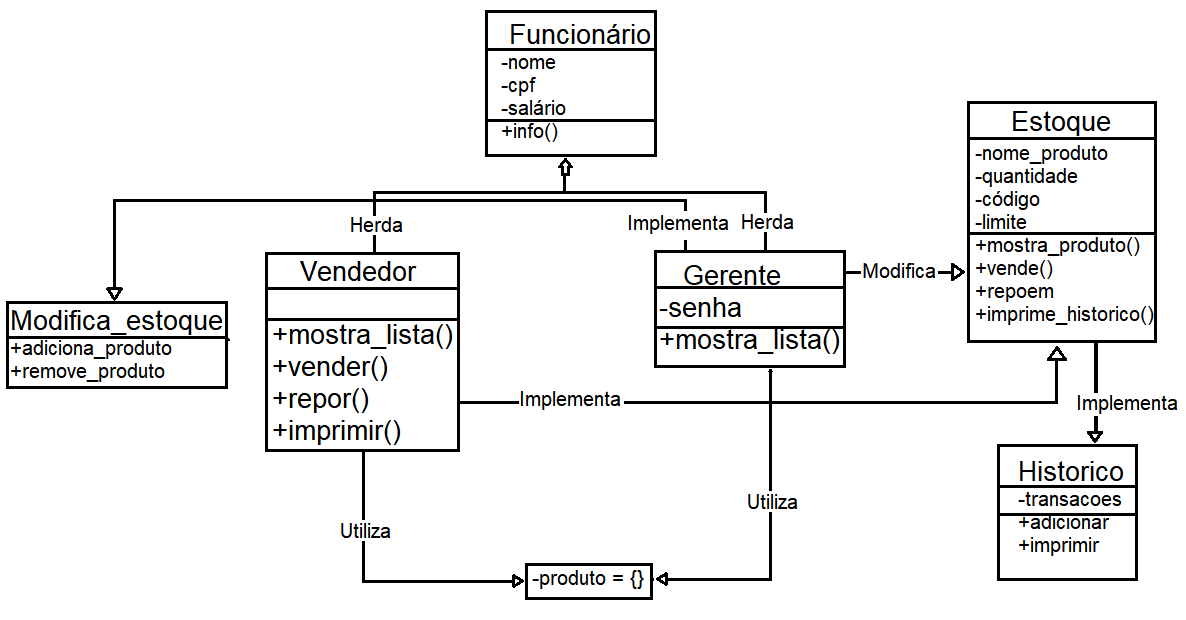 Funcionário
-nome
-cpf
-salário
+info()
Estoque
-nome_produto
-quantidade
-código
-limite
+mostra_produto()
+vende()
+repoem
+imprime_historico()
Herda
Implementa
Herda
Vendedor
+mostra_lista()
+vender()
+repor()
+imprimir()
Gerente
-senha
+mostra_lista()
Modifica
Modifica_estoque
+adiciona_produto
+remove_produto
Implementa
Implementa
Historico
-transacoes
+adicionar
+imprimir
Utiliza
Utiliza
-produto = {}